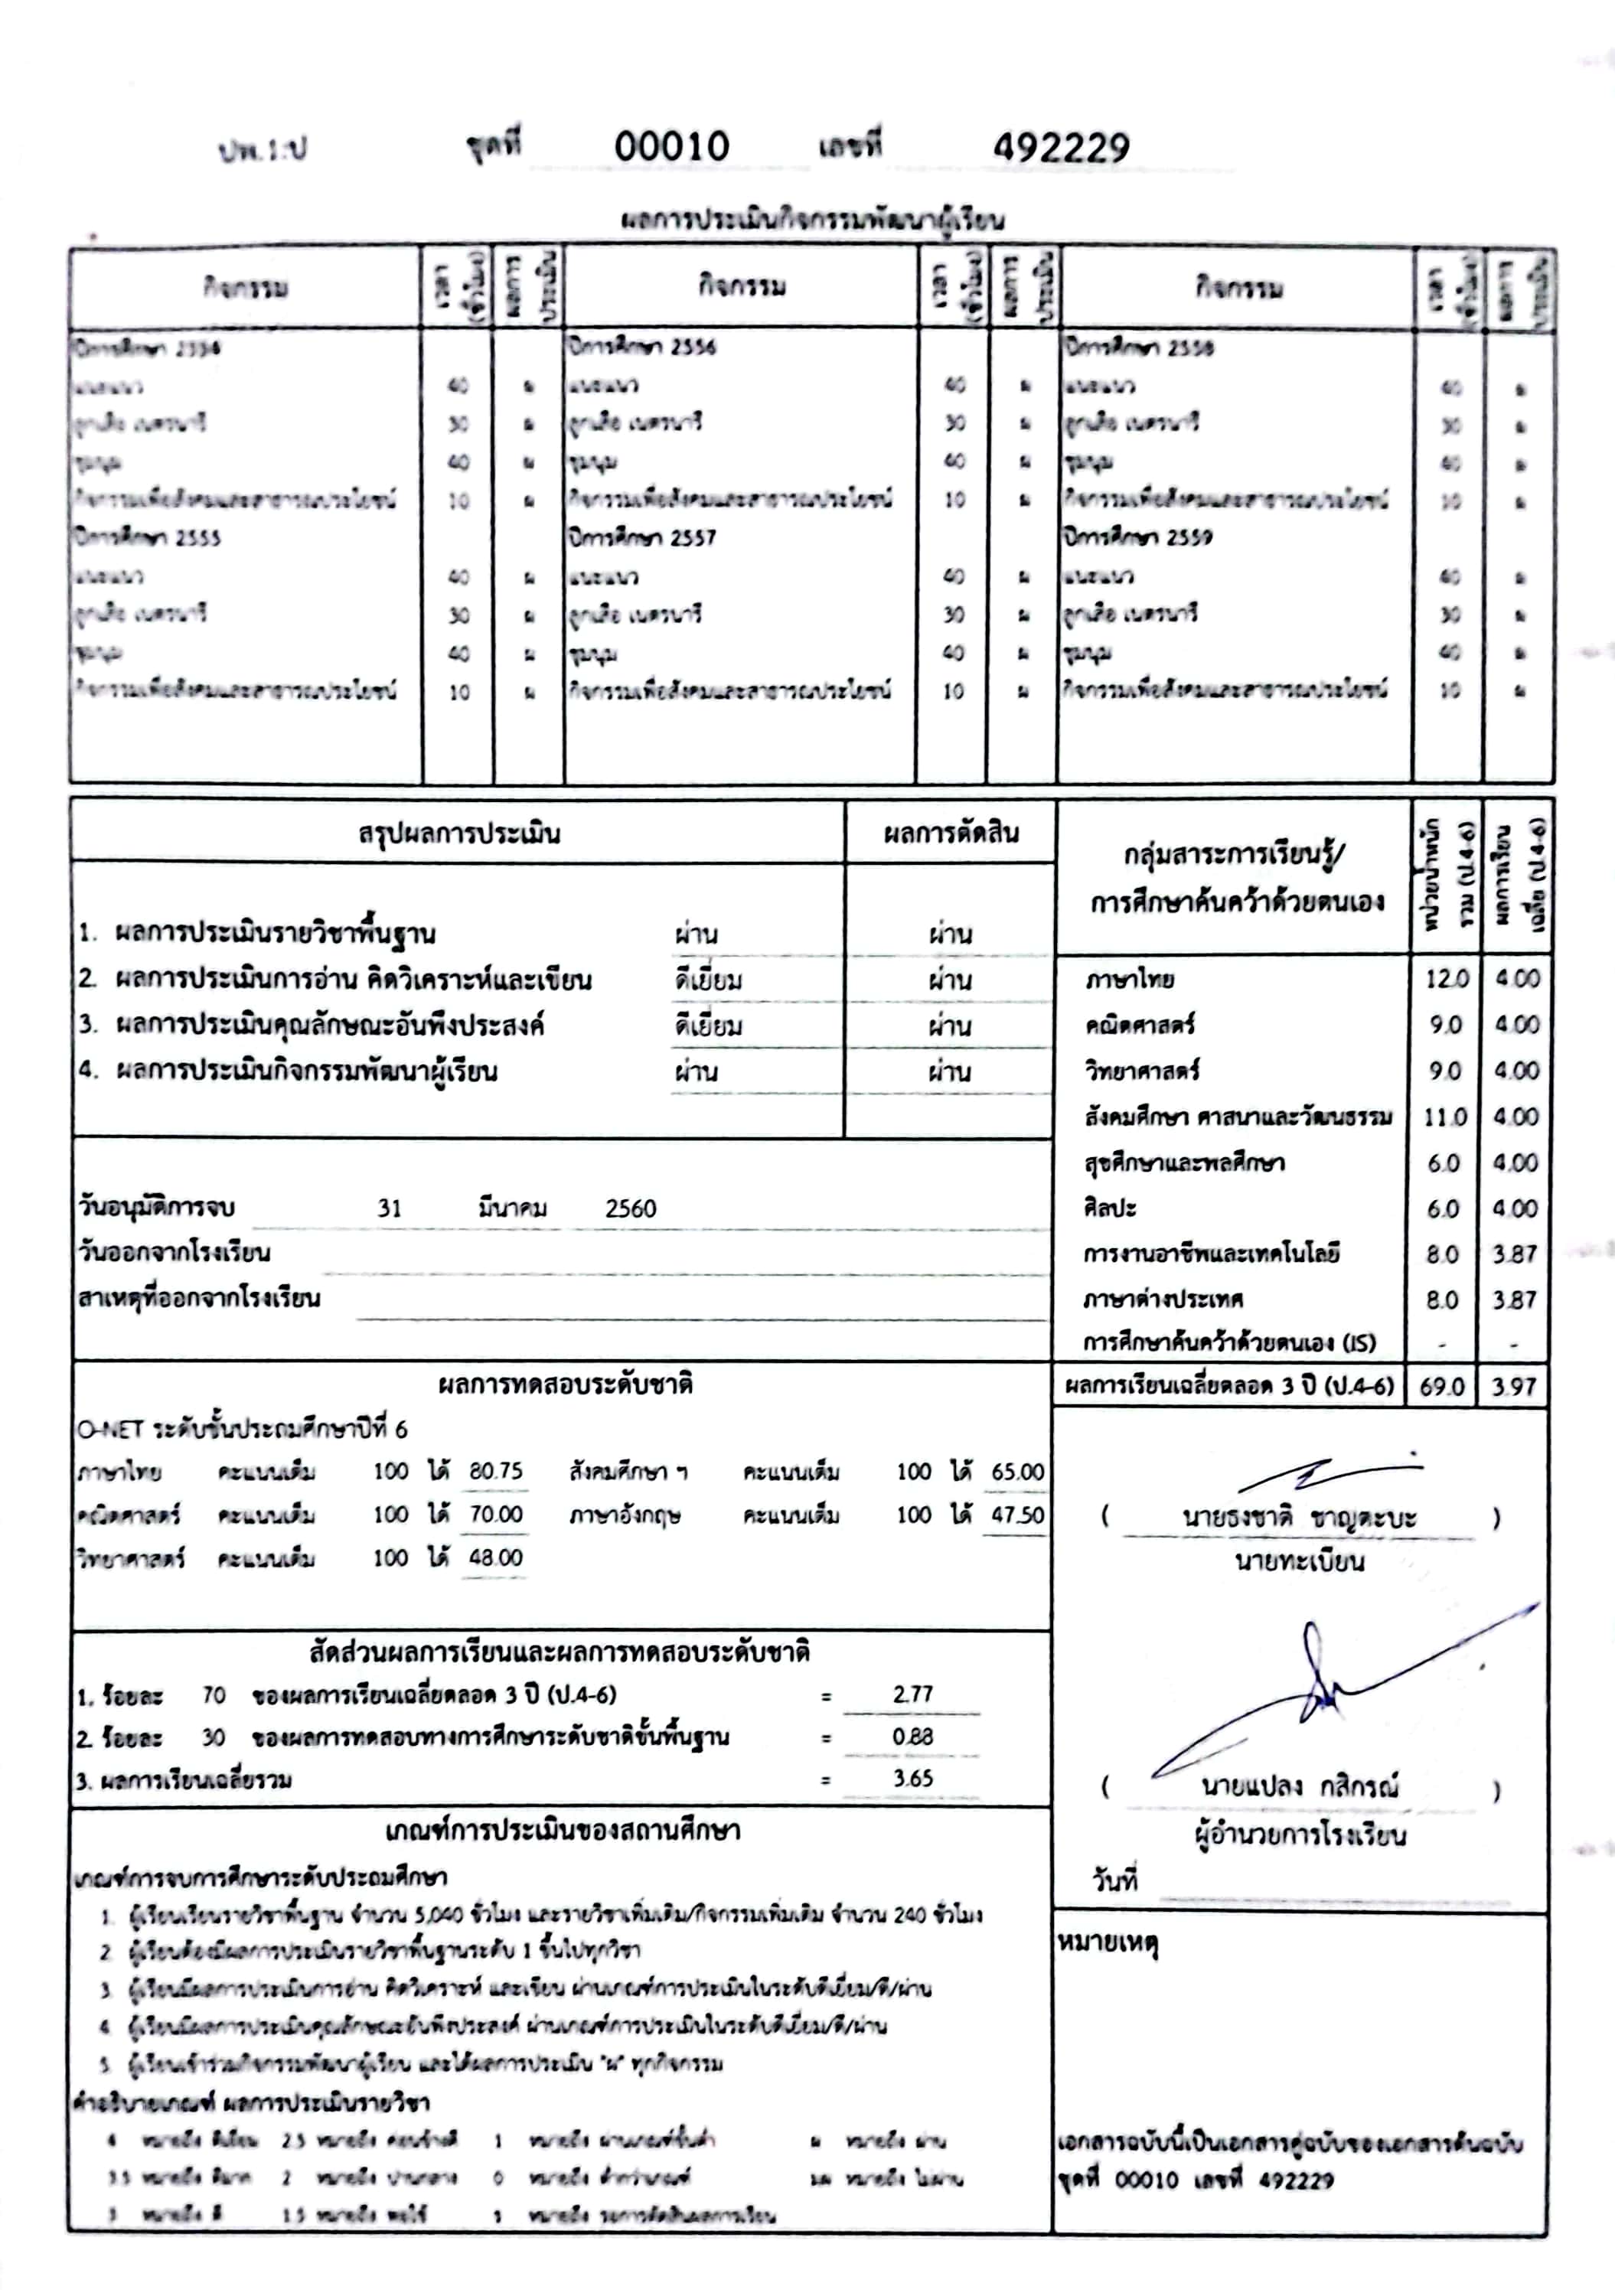 ปพ.1:ป ชุดที่ 00010 เลขที่ 492229
ผลการประเมินกิจกรรมพัฒนาผู้เรียน
กิจกรรม เวลา (ชั่วโมง) ผลการประเมิน กิจกรรม เวลา (ชั่วโมง) ผลการประเมิน กิจกรรม เวลา (ชั่วโมง) ผลการประเมิน
ปีการศึกษา 2554 ปีการศึกษา 2556 ปีการศึกษา 2558
แนะแนว 40 ผ แนะแนว 40 ผ แนะแนว 40 ผ
ลูกเสือ เนตรนารี 30 ผ ลูกเสือ เนตรนารี 30 ผ ลูกเสือ เนตรนารี 30 ผ
ชุมนุม 40 ผ ชุมนุม 40 ผ ชุมนุม 40 ผ
กิจกรรมเพื่อสังคมและสาธารณประโยชน์ 10 ผ กิจกรรมเพื่อสังคมและสาธารณประโยชน์ 10 ผ กิจกรรมเพื่อสังคมและสาธารณประโยชน์ 10 ผ
ปีการศึกษา 2555 ปีการศึกษา 2557 ปีการศึกษา 2559
แนะแนว 40 ผ แนะแนว 40 ผ แนะแนว 40 ผ
ลูกเสือ เนตรนารี 30 ผ ลูกเสือ เนตรนารี 30 ผ ลูกเสือ เนตรนารี 30 ผ
ชุมนุม 40 ผ ชุมนุม 40 ผ ชุมนุม 40 ผ
กิจกรรมเพื่อสังคมและสาธารณประโยชน์ 10 ผ กิจกรรมเพื่อสังคมและสาธารณประโยชน์ 10 ผ กิจกรรมเพื่อสังคมและสาธารณประโยชน์ 10 ผ
สรุปผลการประเมิน ผลการตัดสิน
1. ผลการประเมินรายวิชาพื้นฐาน ผ่าน ผ่าน
2. ผลการประเมินการอ่าน คิดวิเคราะห์และเขียน ดีเยี่ยม ผ่าน
3. ผลการประเมินคุณลักษณะอันพึงประสงค์ ดีเยี่ยม ผ่าน
4. ผลการประเมินกิจกรรมพัฒนาผู้เรียน ผ่าน ผ่าน
วันอนุมัติการจบ 31 มีนาคม 2560
วันออกจากโรงเรียน
สาเหตุที่ออกจากโรงเรียน
กลุ่มสาระการเรียนรู้/
การศึกษาค้นคว้าด้วยตนเอง
หน่วยน้ำหนัก รวม (ป.4-6)
ผลการเรียน เฉลี่ย (ป.4-6)
ภาษาไทย 12.0 4.00
คณิตศาสตร์ 9.0 4.00
วิทยาศาสตร์ 9.0 4.00
สังคมศึกษา ศาสนาและวัฒนธรรม 11.0 4.00
สุขศึกษาและพลศึกษา 6.0 4.00
ศิลปะ 6.0 4.00
การงานอาชีพและเทคโนโลยี 8.0 3.87
ภาษาต่างประเทศ 8.0 3.87
การศึกษาค้นคว้าด้วยตนเอง (IS) - -
ผลการเรียนเฉลี่ยตลอด 3 ปี (ป.4-6) 69.0 3.97
ผลการทดสอบระดับชาติ
O-NET ระดับชั้นประถมศึกษาปีที่ 6
ภาษาไทย คะแนนเต็ม 100 ได้ 80.75 สังคมศึกษา ฯ คะแนนเต็ม 100 ได้ 65.00
คณิตศาสตร์ คะแนนเต็ม 100 ได้ 70.00 ภาษาอังกฤษ คะแนนเต็ม 100 ได้ 47.50
วิทยาศาสตร์ คะแนนเต็ม 100 ได้ 48.00
สัดส่วนผลการเรียนและผลการทดสอบระดับชาติ
1. ร้อยละ 70 ของผลการเรียนเฉลี่ยตลอด 3 ปี (ป.4-6) = 2.77
2. ร้อยละ 30 ของผลการทดสอบทางการศึกษาระดับชาติขั้นพื้นฐาน = 0.88
3. ผลการเรียนเฉลี่ยรวม = 3.65
( นายธงชาติ ชาญตะบะ )
นายทะเบียน
( นายแปลง กสิกรณ์ )
ผู้อำนวยการโรงเรียน
วันที่
เกณฑ์การประเมินของสถานศึกษา
เกณฑ์การจบการศึกษาระดับประถมศึกษา
1. ผู้เรียนเรียนรายวิชาพื้นฐาน จำนวน 5,040 ชั่วโมง และรายวิชาเพิ่มเติม/กิจกรรมเพิ่มเติม จำนวน 240 ชั่วโมง
2. ผู้เรียนต้องมีผลการประเมินรายวิชาพื้นฐานระดับ 1 ขึ้นไปทุกวิชา
3. ผู้เรียนมีผลการประเมินการอ่าน คิดวิเคราะห์ และเขียน ผ่านเกณฑ์การประเมินในระดับดีเยี่ยม/ดี/ผ่าน
4. ผู้เรียนมีผลการประเมินคุณลักษณะอันพึงประสงค์ ผ่านเกณฑ์การประเมินในระดับดีเยี่ยม/ดี/ผ่าน
5. ผู้เรียนเข้าร่วมกิจกรรมพัฒนาผู้เรียน และได้ผลการประเมิน "ผ" ทุกกิจกรรม
คำอธิบายเกณฑ์ ผลการประเมินรายวิชา
4 หมายถึง ดีเยี่ยม 2.5 หมายถึง ค่อนข้างดี 1 หมายถึง ผ่านเกณฑ์ขั้นต่ำ ผ หมายถึง ผ่าน
3.5 หมายถึง ดีมาก 2 หมายถึง ปานกลาง 0 หมายถึง ต่ำกว่าเกณฑ์ มผ หมายถึง ไม่ผ่าน
3 หมายถึง ดี 1.5 หมายถึง พอใช้ ร หมายถึง รอการตัดสินผลการเรียน
หมายเหตุ
เอกสารฉบับนี้เป็นเอกสารคู่ฉบับของเอกสารต้นฉบับ
ชุดที่ 00010 เลขที่ 492229